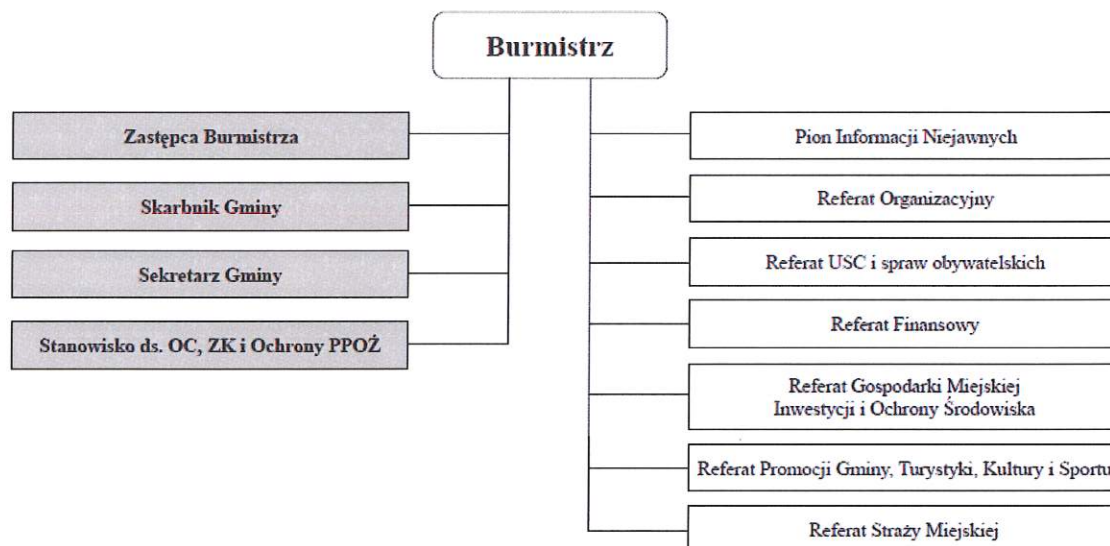 Burmistrz
Zastępca Burmistrza
Skarbnik Gminy
Sekretarz Gminy
Stanowisko ds. OC, ZK i Ochrony PPOŻ
Pion Informacji Niejawnych
Referat Organizacyjny
Referat USC i spraw obywatelskich
Referat Finansowy
Referat Gospodarki Miejskiej
Inwestycji i Ochrony Środowiska
Referat Promocji Gminy, Turystyki, Kultury i Sportu
Referat Straży Miejskiej